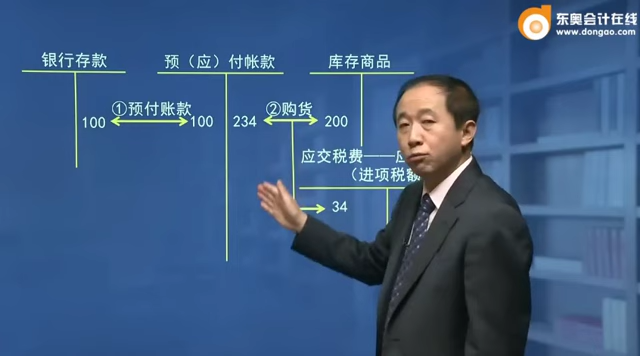 东奥会计在线
www.dongao.com
银行存款 预（应）付帐款 库存商品
①预付账款 ②购货
100 100 234 200
应交税费——应
（进项税额
34